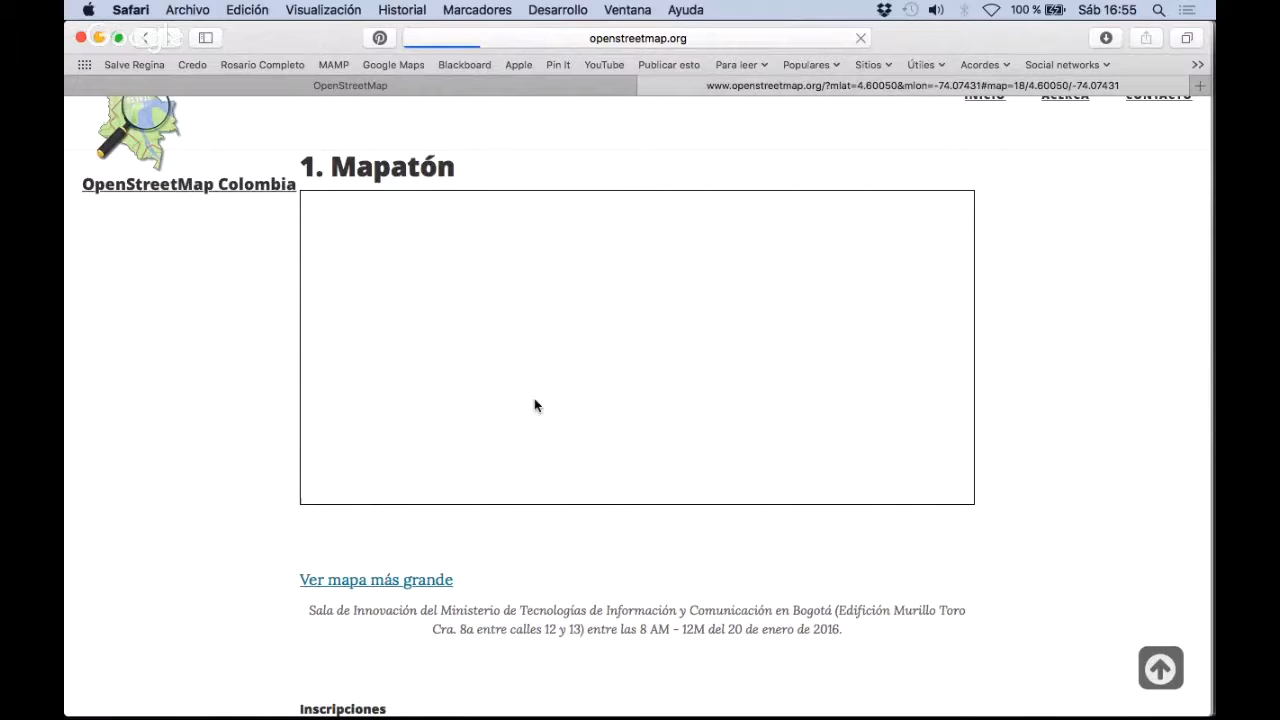 Safari Archivo Edición Visualización Historial Marcadores Desarrollo Ventana Ayuda 100 % Sáb 16:55
openstreetmap.org
Salve Regina Credo Rosario Completo MAMP Google Maps Blackboard Apple Pin It YouTube Publicar esto Para leer Populares Sitios Útiles Acordes Social networks
OpenStreetMap www.openstreetmap.org/?mlat=4.60050&mlon=-74.07431#map=18/4.60050/-74.07431
INICIO ACERCA CONTACTO
1. Mapatón
OpenStreetMap Colombia
Ver mapa más grande
Sala de Innovación del Ministerio de Tecnologías de Información y Comunicación en Bogotá (Edifición Murillo Toro
Cra. 8a entre calles 12 y 13) entre las 8 AM - 12M del 20 de enero de 2016.
Inscripciones